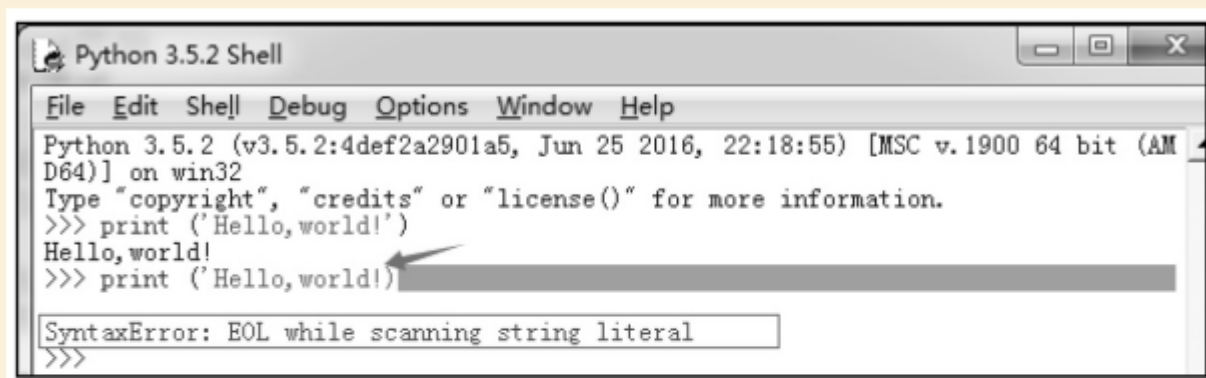 Python 3.5.2 Shell
File Edit Shell Debug Options Window Help
Python 3.5.2 (v3.5.2:4def2a2901a5, Jun 25 2016, 22:18:55) [MSC v.1900 64 bit (AM
D64)] on win32
Type "copyright", "credits" or "license()" for more information.
>>> print ('Hello,world!')
Hello,world!
>>> print ('Hello,world!)
SyntaxError: EOL while scanning string literal
>>>